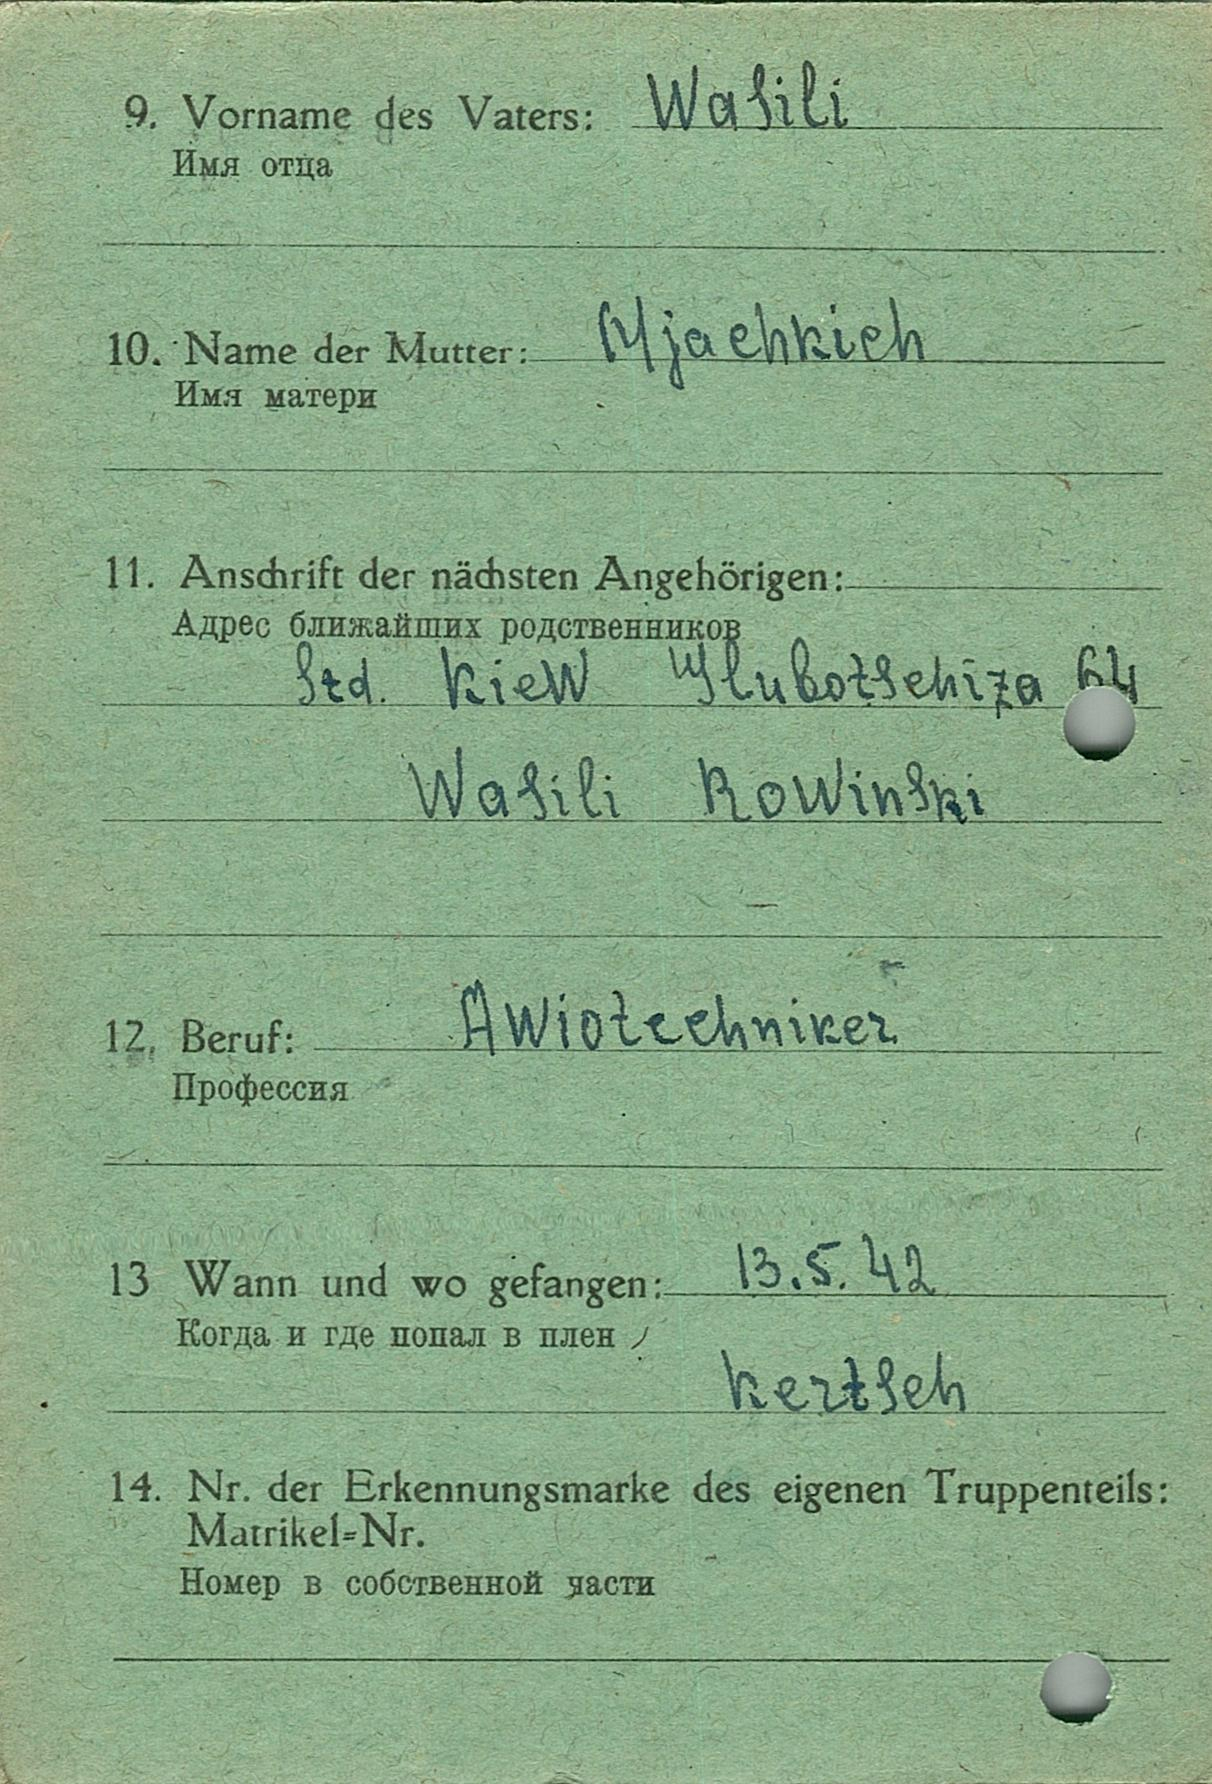 9. Vorname des Vaters: Wasili
Имя отца
10. Name der Mutter: Mjachkich
Имя матери
11. Anschrift der nächsten Angehörigen:
Адрес ближайших родственников
Std. Kiew Glubotschiza 64
Wasili Rowinski
12. Beruf: Awiotechniker
Профессия
13 Wann und wo gefangen: 13.5.42
Когда и где попал в плен
Kertsch
14. Nr. der Erkennungsmarke des eigenen Truppenteils:
Matrikel=Nr.
Номер в собственной части